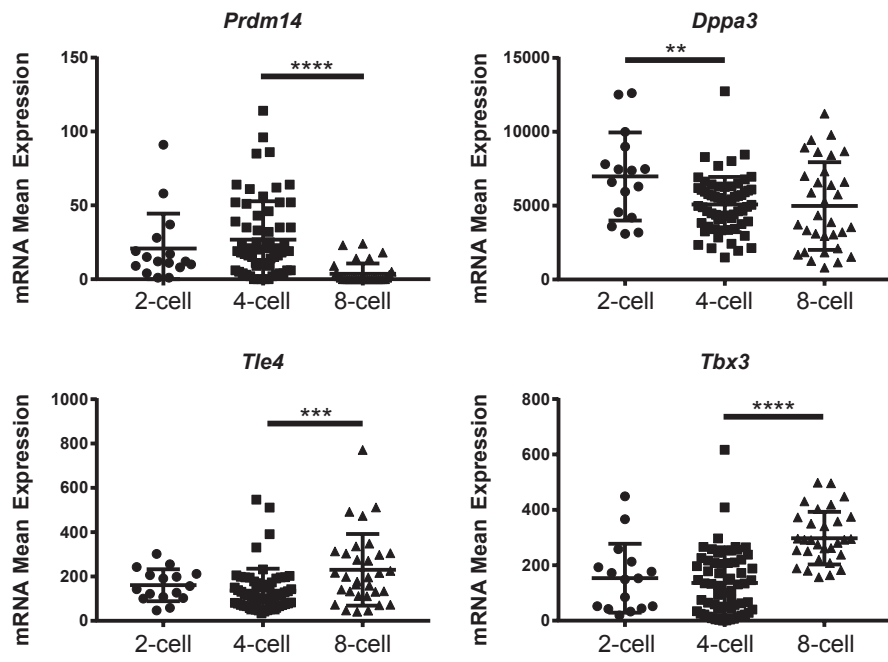 Prdm14
mRNA Mean Expression
150
100
50
0
****
2-cell 4-cell 8-cell
Dppa3
mRNA Mean Expression
15000
10000
5000
0
**
2-cell 4-cell 8-cell
Tle4
mRNA Mean Expression
1000
800
600
400
200
0
***
2-cell 4-cell 8-cell
Tbx3
mRNA Mean Expression
800
600
400
200
0
****
2-cell 4-cell 8-cell